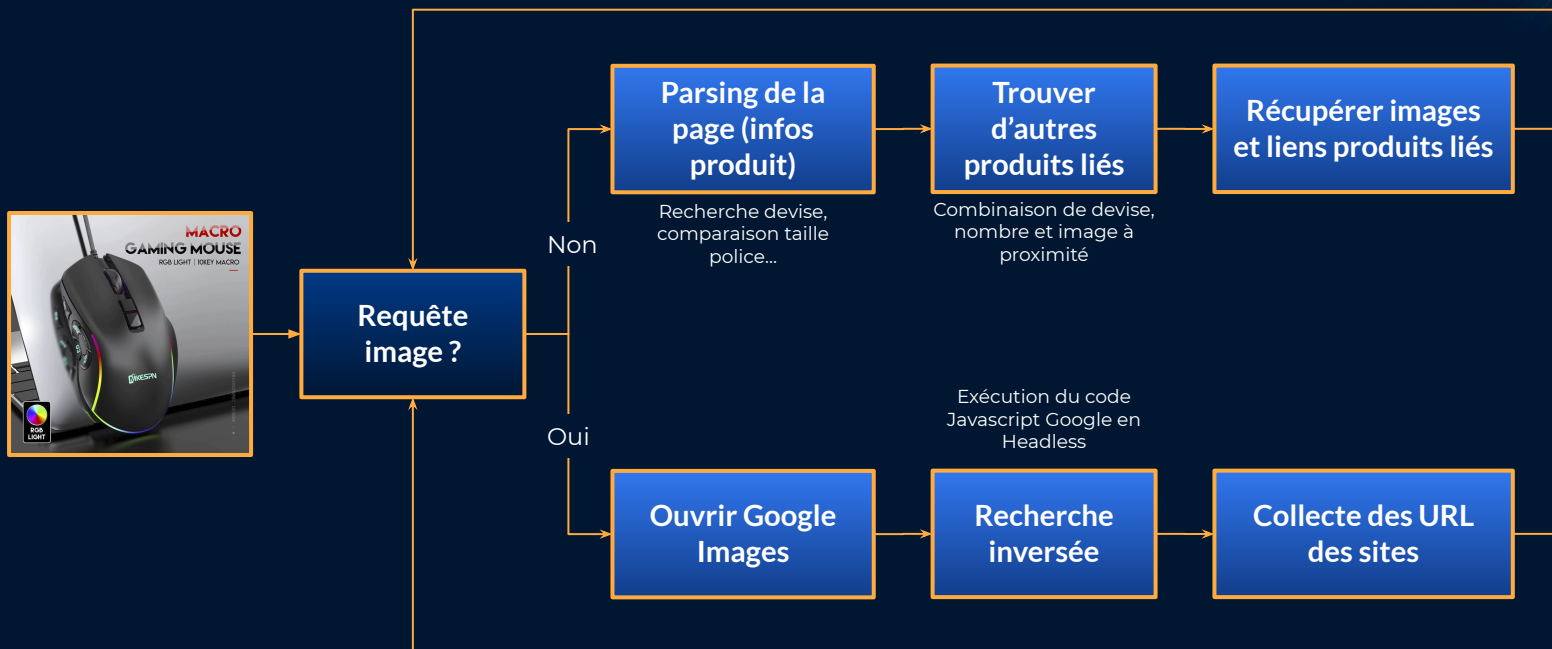 Parsing de la
page (infos
produit)
Trouver
d’autres
produits liés
Récupérer images
et liens produits liés
Recherche devise,
comparaison taille
police...
Combinaison de devise,
nombre et image à
proximité
Non
MACRO
GAMING MOUSE
RGB LIGHT | 10KEY MACRO
DIKESPIV
RGB
LIGHT
Requête
image ?
Oui
Exécution du code
Javascript Google en
Headless
Ouvrir Google
Images
Recherche
inversée
Collecte des URL
des sites